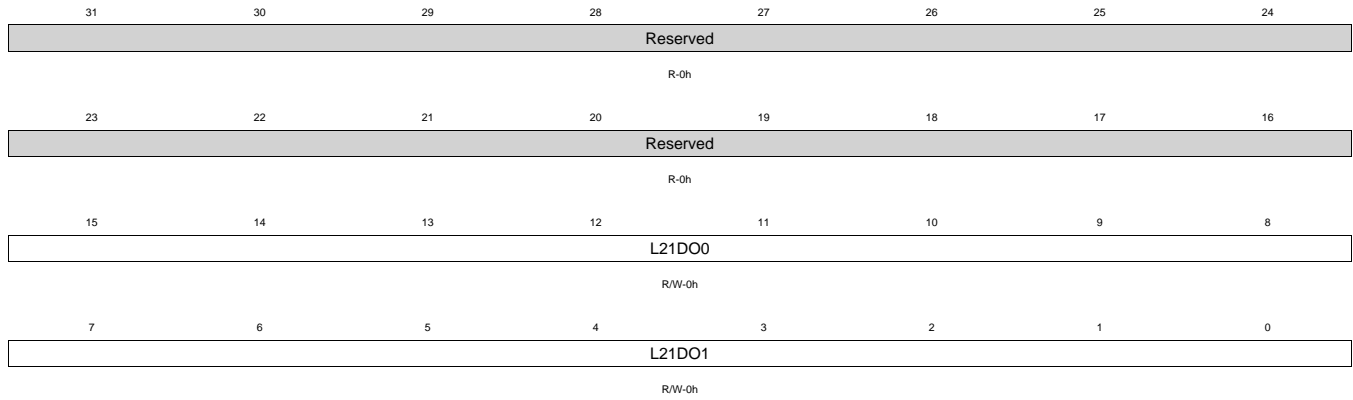 31 30 29 28 27 26 25 24
Reserved
R-0h
23 22 21 20 19 18 17 16
Reserved
R-0h
15 14 13 12 11 10 9 8
L21DO0
R/W-0h
7 6 5 4 3 2 1 0
L21DO1
R/W-0h